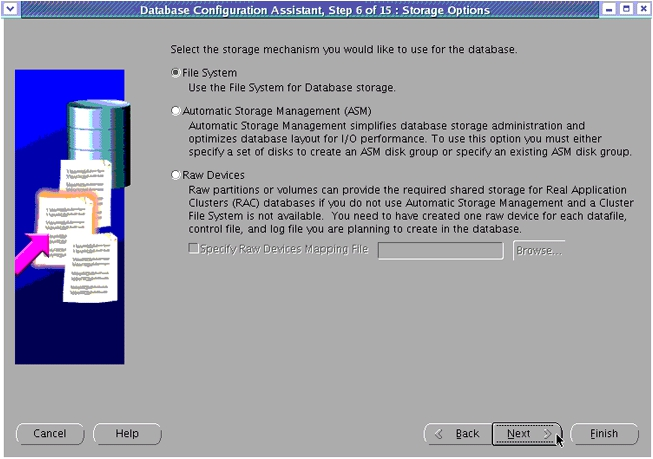 Database Configuration Assistant, Step 6 of 15 : Storage Options
Select the storage mechanism you would like to use for the database.
File System
Use the File System for Database storage.
Automatic Storage Management (ASM)
Automatic Storage Management simplifies database storage administration and
optimizes database layout for I/O performance. To use this option you must either
specify a set of disks to create an ASM disk group or specify an existing ASM disk group.
Raw Devices
Raw partitions or volumes can provide the required shared storage for Real Application
Clusters (RAC) databases if you do not use Automatic Storage Management and a Cluster
File System is not available. You need to have created one raw device for each datafile,
control file, and log file you are planning to create in the database.
Specify Raw Devices Mapping File
Browse...
Cancel
Help
Back
Next
Finish